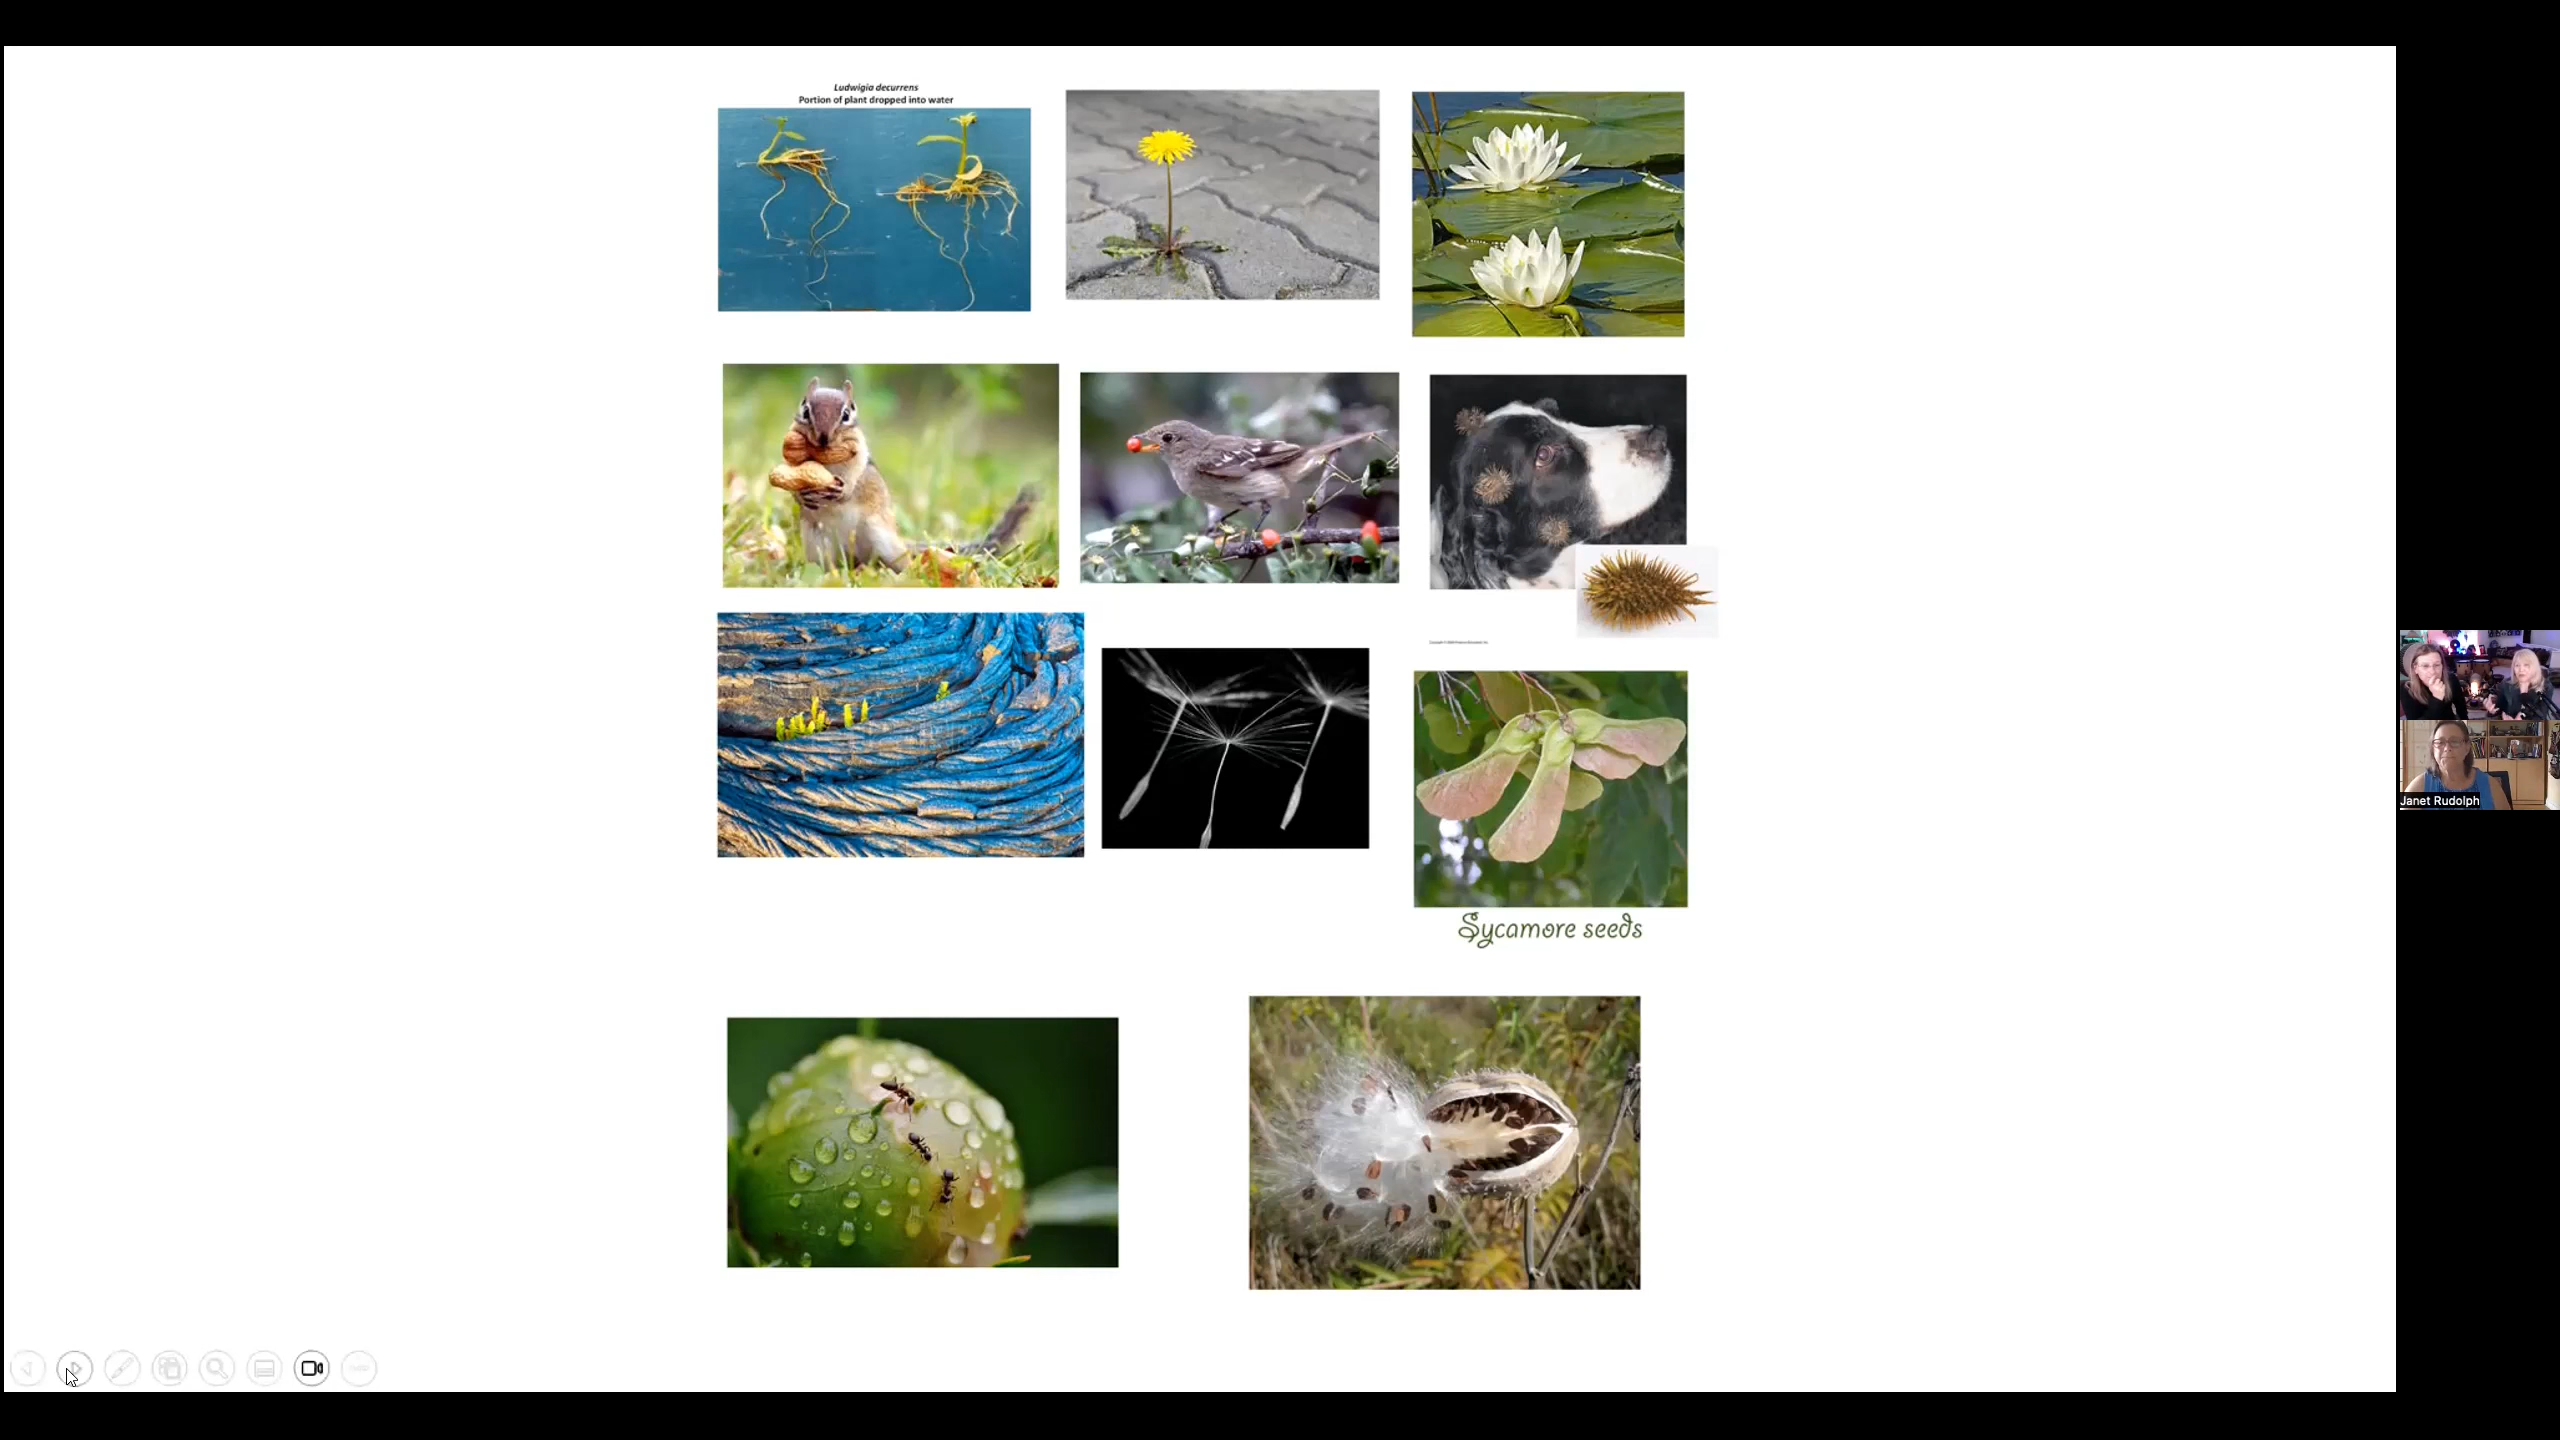 Ludwigia decurrens
Portion of plant dropped into water
Sycamore seeds
Janet Rudolph